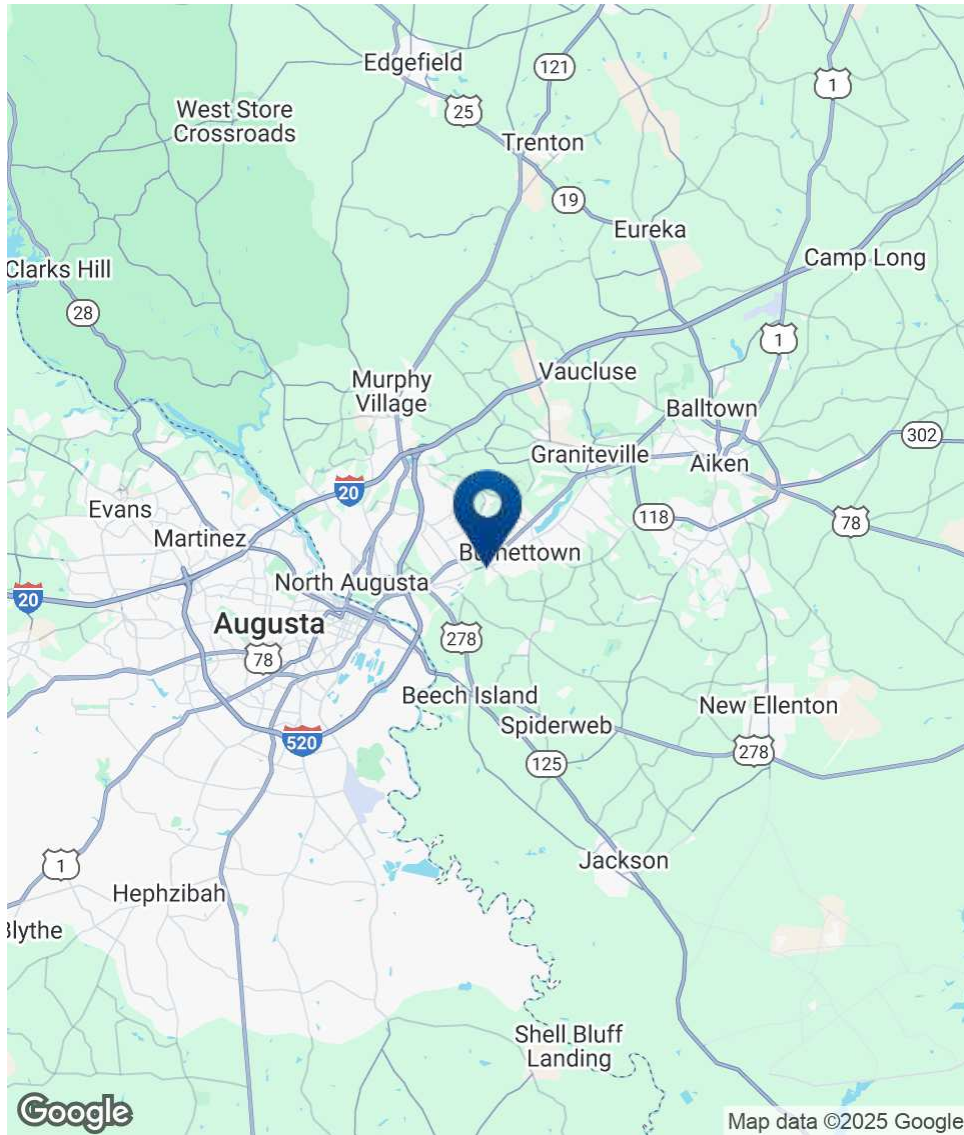 Edgefield
121
1
West Store
Crossroads
25
Trenton
19
Eureka
Camp Long
Clarks Hill
28
1
Vaucluse
Murphy
Village
Balltown
302
Graniteville
Aiken
20
Evans
118
78
Martinez
North Augusta
20
Augusta
78
278
Beech Island
New Ellenton
Spiderweb
520
278
125
Jackson
1
Hephzibah
Blythe
Shell Bluff
Landing
Google
Map data ©2025 Google